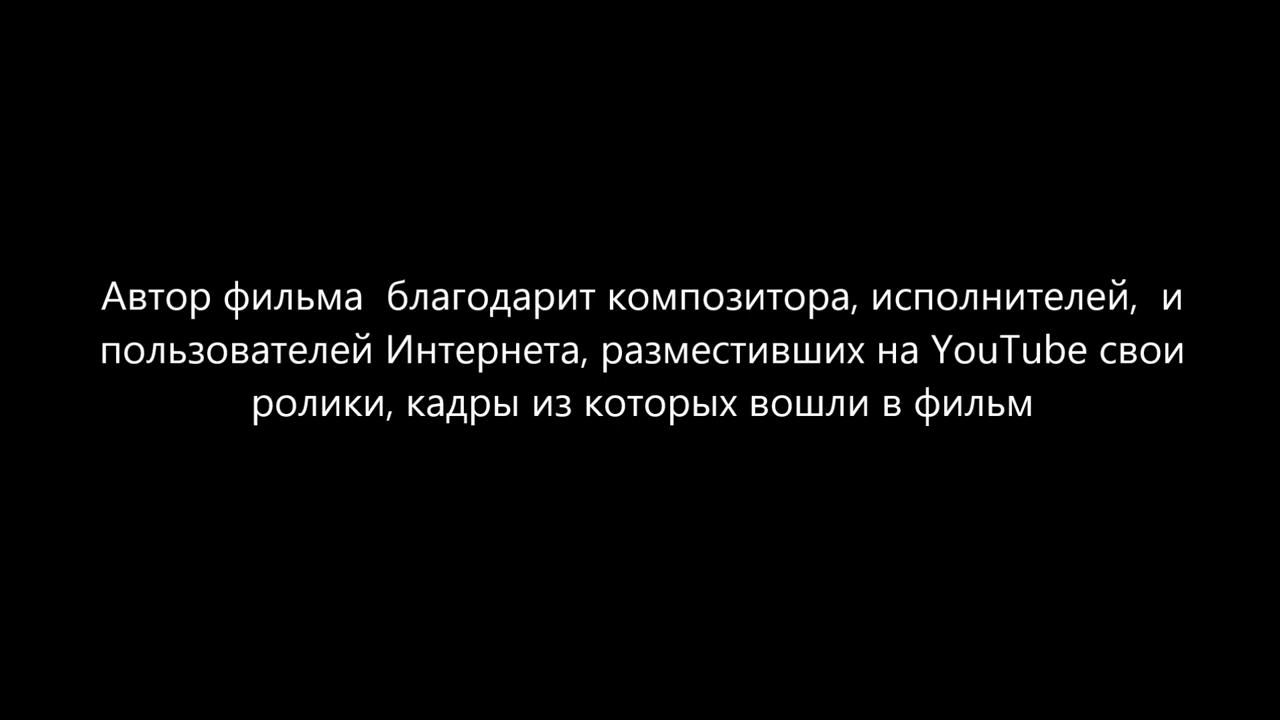 Автор фильма  благодарит композитора, исполнителей,  и
пользователей Интернета, разместивших на YouTube свои
ролики, кадры из которых вошли в фильм